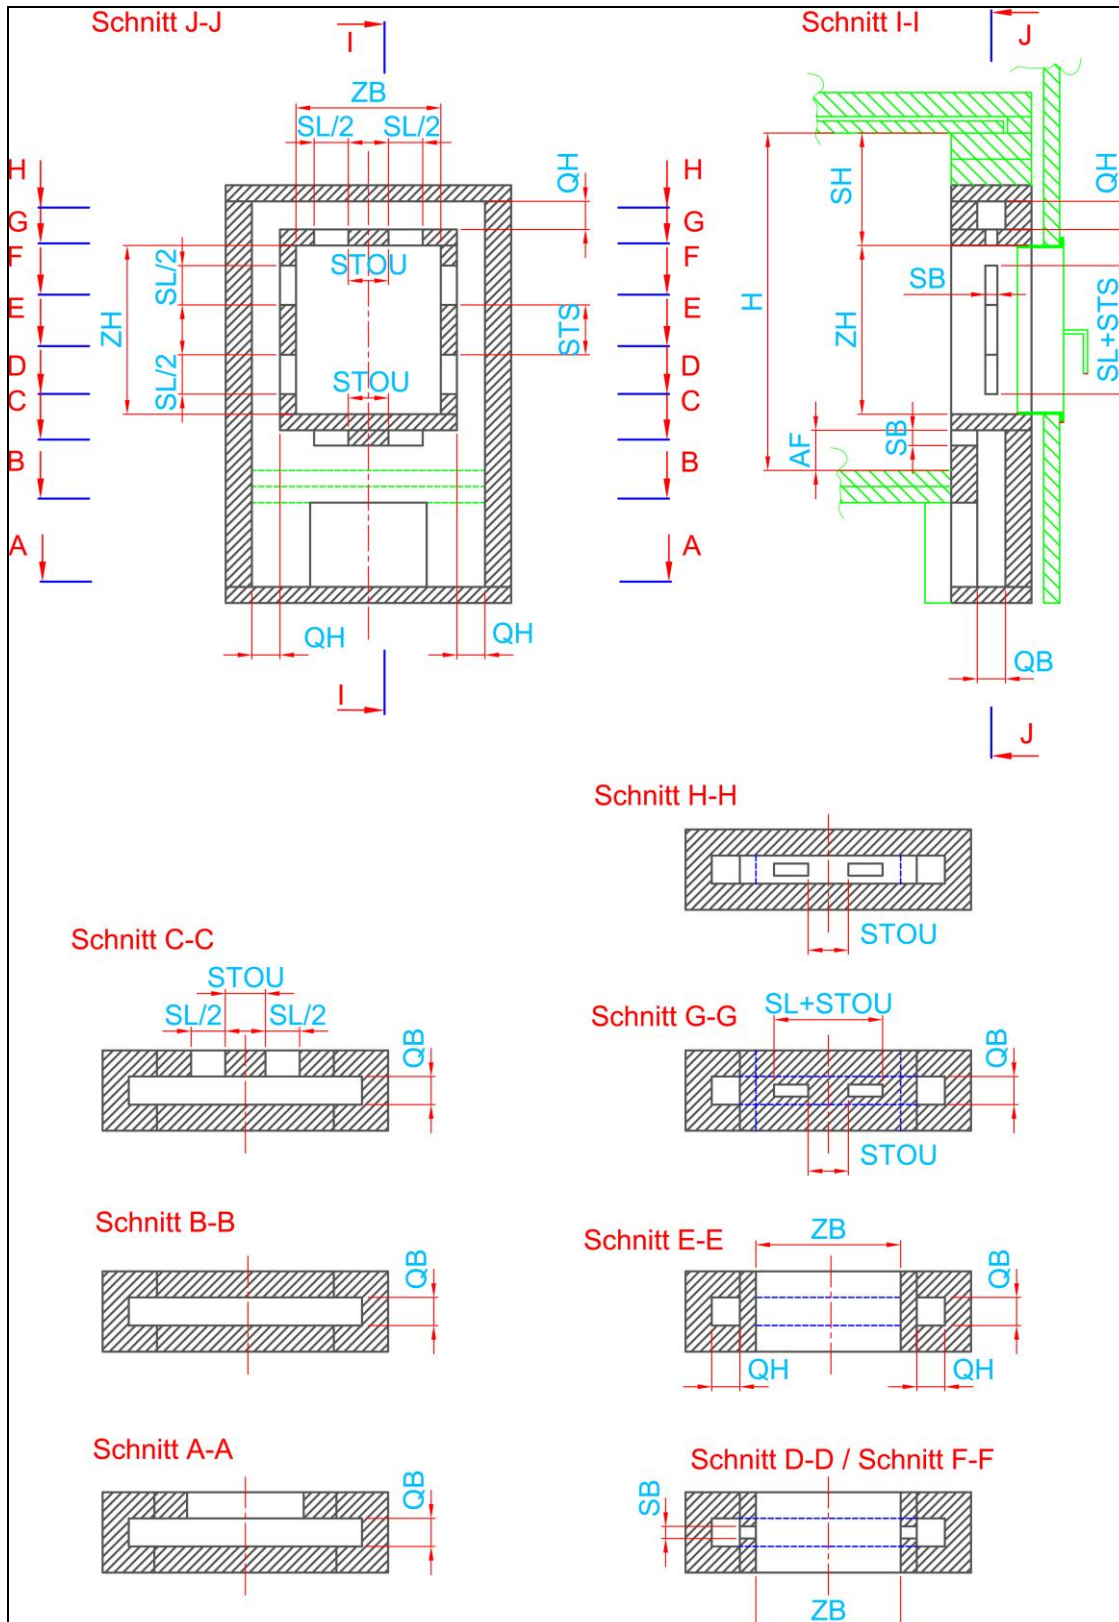 Schnitt J-J
I
Schnitt I-I
J
ZB
SL/2
SL/2
QH
SH
QH
H
H
G
F
E
D
C
B
A
H
G
F
E
D
C
B
A
SL/2
STOU
STS
ZH
SL/2
STOU
H
SB
ZH
SL+STS
AF
SB
QH
QH
QB
I
J
Schnitt H-H
STOU
Schnitt C-C
STOU
SL/2
SL/2
QB
Schnitt G-G
SL+STOU
QB
STOU
Schnitt B-B
QB
Schnitt E-E
ZB
QB
QH
QH
Schnitt A-A
QB
Schnitt D-D / Schnitt F-F
SB
ZB